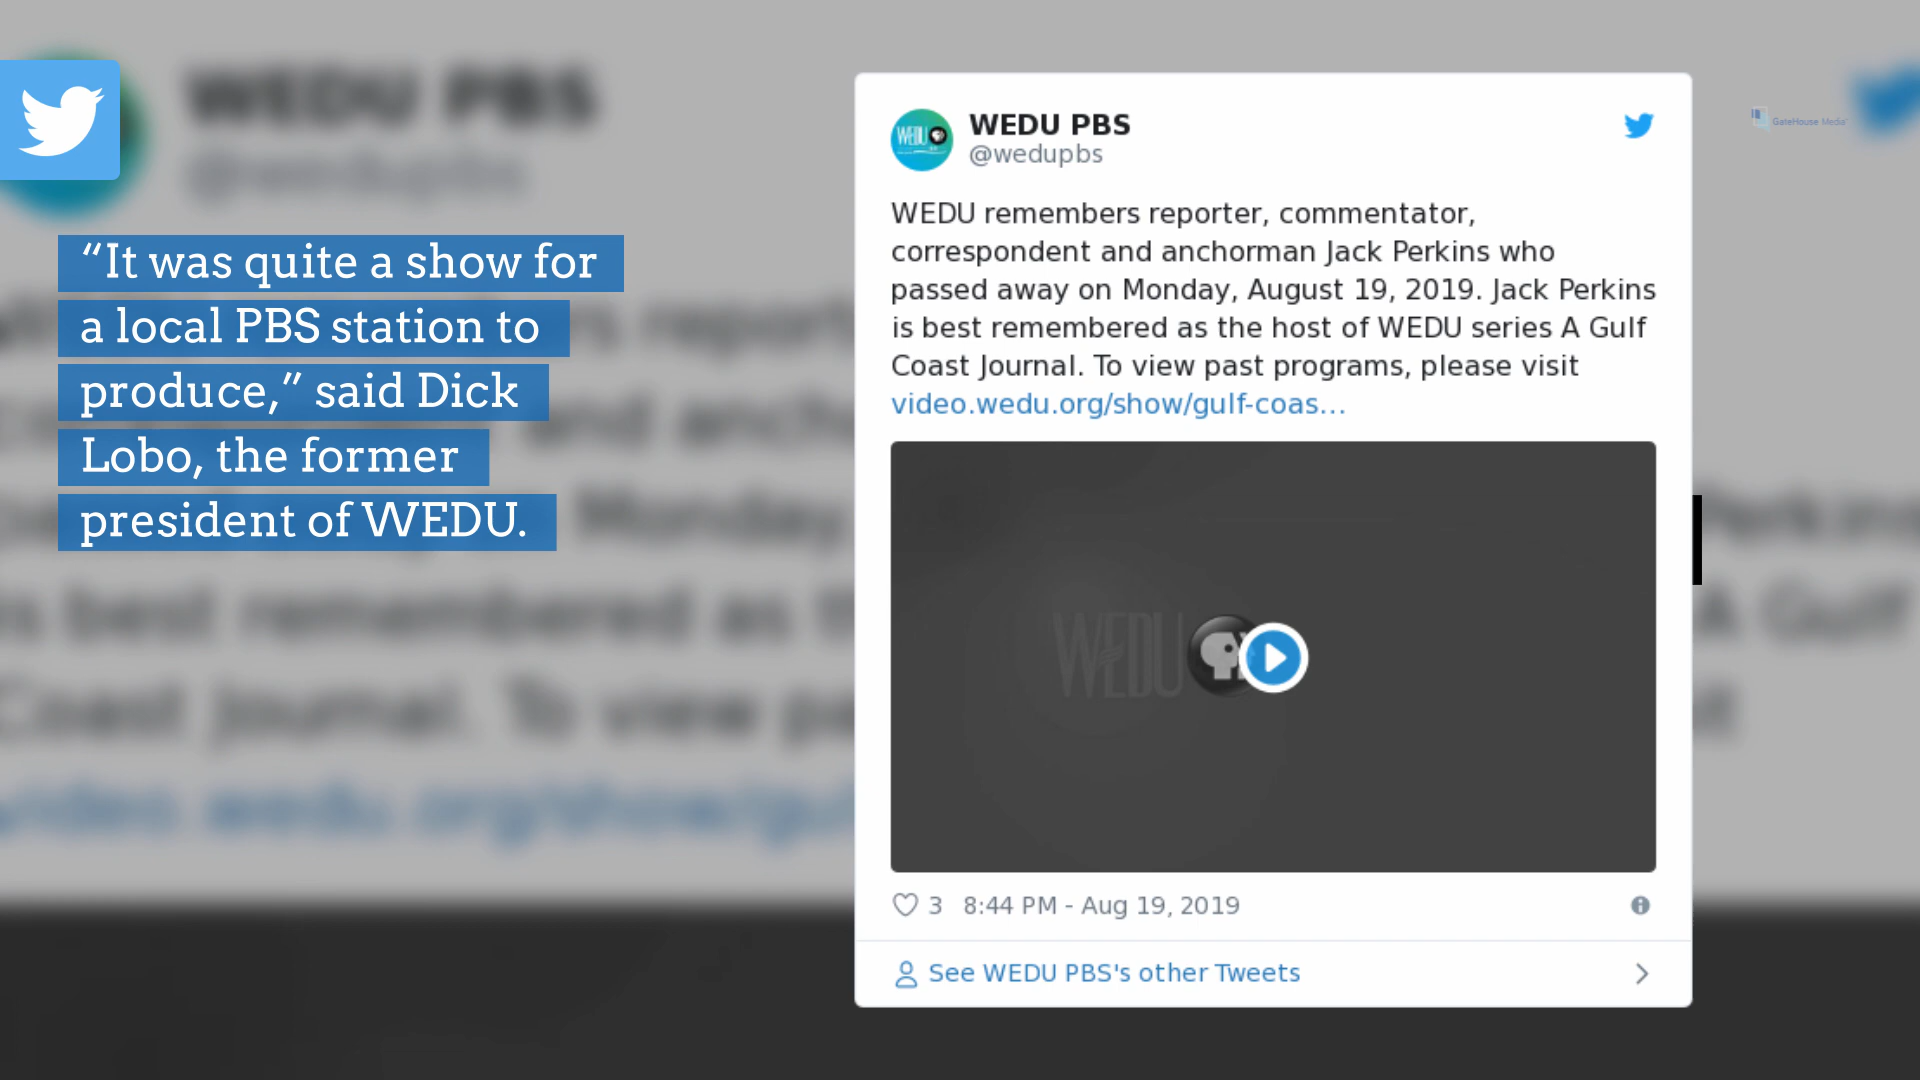 WEDU PBS
@wedupbs
“It was quite a show for
a local PBS station to
produce,” said Dick
Lobo, the former
president of WEDU.
WEDU
WEDU PBS
@wedupbs
GateHouse Media
WEDU remembers reporter, commentator,
correspondent and anchorman Jack Perkins who
passed away on Monday, August 19, 2019. Jack Perkins
is best remembered as the host of WEDU series A Gulf
Coast Journal. To view past programs, please visit
video.wedu.org/show/gulf-coas...
WEDU
3 8:44 PM - Aug 19, 2019
See WEDU PBS's other Tweets